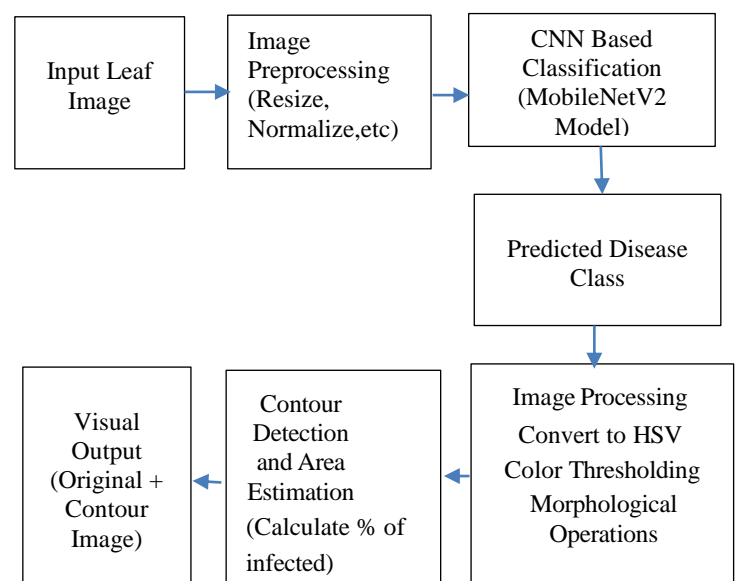 Input Leaf
Image
Image
Preprocessing
(Resize,
Normalize,etc)
CNN Based
Classification
(MobileNetV2
Model)
Predicted Disease
Class
Image Processing
Convert to HSV
Color Thresholding
Morphological
Operations
Contour
Detection
and Area
Estimation
(Calculate % of
infected)
Visual
Output
(Original +
Contour
Image)